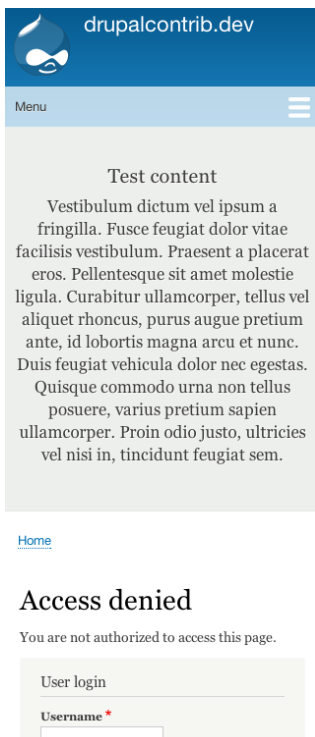 drupalcontrib.dev
Menu
Test content
Vestibulum dictum vel ipsum a
fringilla. Fusce feugiat dolor vitae
facilisis vestibulum. Praesent a placerat
eros. Pellentesque sit amet molestie
ligula. Curabitur ullamcorper, tellus vel
aliquet rhoncus, purus augue pretium
ante, id lobortis magna arcu et nunc.
Duis feugiat vehicula dolor nec egestas.
Quisque commodo urna non tellus
posuere, varius pretium sapien
ullamcorper. Proin odio justo, ultricies
vel nisi in, tincidunt feugiat sem.
Home
Access denied
You are not authorized to access this page.
User login
Username *